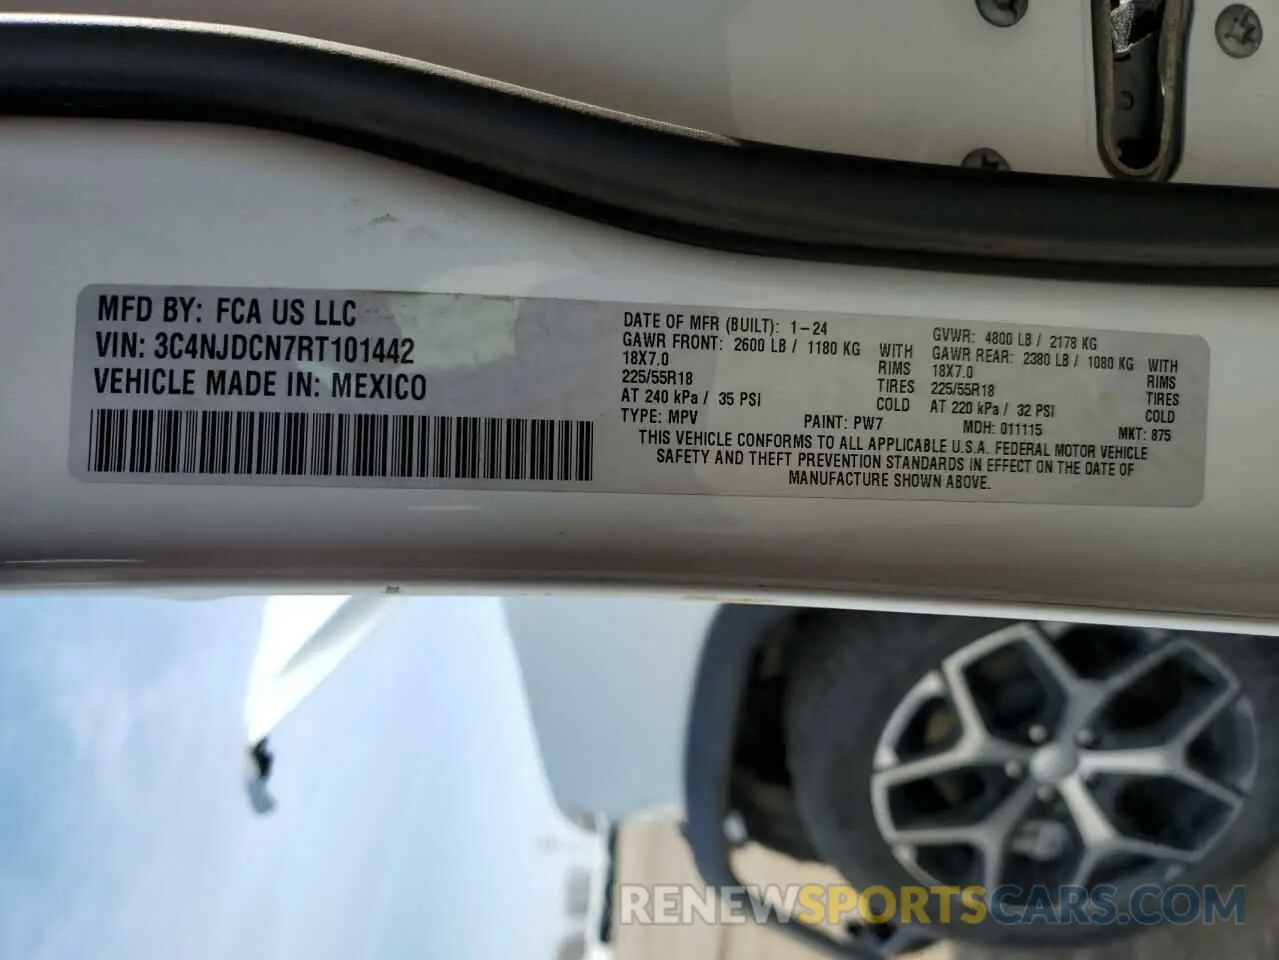 MFD BY: FCA US LLC
VIN: 3C4NJDCN7RT101442
VEHICLE MADE IN: MEXICO
DATE OF MFR (BUILT): 1-24 GVWR: 4800 LB / 2178 KG
GAWR FRONT: 2600 LB / 1180 KG WITH GAWR REAR: 2380 LB / 1080 KG WITH
18X7.0 RIMS 18X7.0 RIMS
225/55R18 TIRES 225/55R18 TIRES
AT 240 kPa / 35 PSI COLD AT 220 kPa / 32 PSI COLD
TYPE: MPV PAINT: PW7 MDH: 011115 MKT: 875
THIS VEHICLE CONFORMS TO ALL APPLICABLE U.S.A. FEDERAL MOTOR VEHICLE
SAFETY AND THEFT PREVENTION STANDARDS IN EFFECT ON THE DATE OF
MANUFACTURE SHOWN ABOVE.
RENEWSPORTSCARS.COM